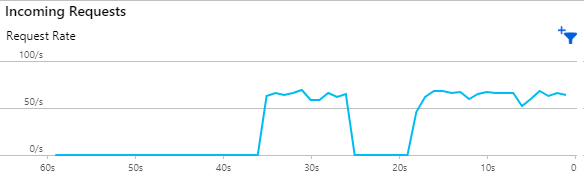 Incoming Requests
Request Rate
100/s
50/s
0/s
60s 50s 40s 30s 20s 10s 0